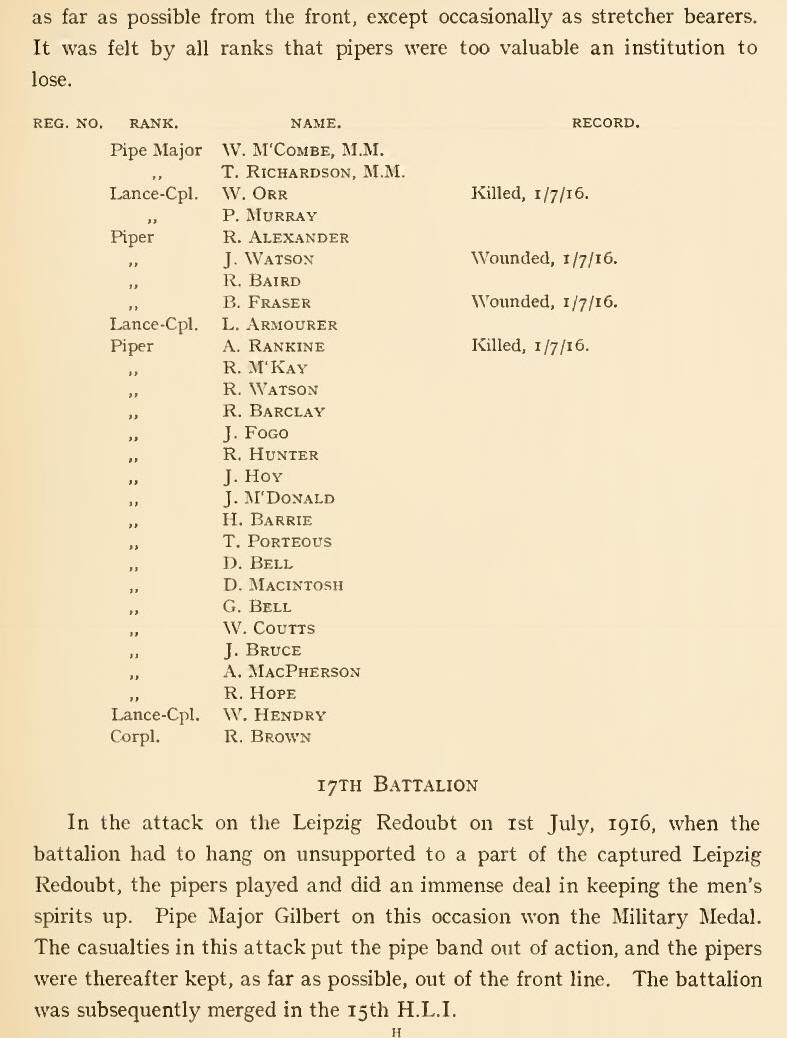 as far as possible from the front, except occasionally as stretcher bearers.
It was felt by all ranks that pipers were too valuable an institution to
lose.
REG. NO. RANK. NAME. RECORD.
Pipe Major W. M‘COMBE, M.M.
,, T. RICHARDSON, M.M.
Lance-Cpl. W. ORR Killed, 1/7/16.
,, P. MURRAY
Piper R. ALEXANDER
,, J. WATSON Wounded, 1/7/16.
,, R. BAIRD
,, B. FRASER Wounded, 1/7/16.
Lance-Cpl. L. ARMOURER
Piper A. RANKINE Killed, 1/7/16.
,, R. M‘KAY
,, R. WATSON
,, R. BARCLAY
,, J. FOGO
,, R. HUNTER
,, J. HOY
,, J. M‘DONALD
,, H. BARRIE
,, T. PORTEOUS
,, D. BELL
,, D. MACINTOSH
,, G. BELL
,, W. COUTTS
,, J. BRUCE
,, A. MACPHERSON
,, R. HOPE
Lance-Cpl. W. HENDRY
Corpl. R. BROWN
17TH BATTALION
In the attack on the Leipzig Redoubt on 1st July, 1916, when the
battalion had to hang on unsupported to a part of the captured Leipzig
Redoubt, the pipers played and did an immense deal in keeping the men's
spirits up. Pipe Major Gilbert on this occasion won the Military Medal.
The casualties in this attack put the pipe band out of action, and the pipers
were thereafter kept, as far as possible, out of the front line. The battalion
was subsequently merged in the 15th H.L.I.
H